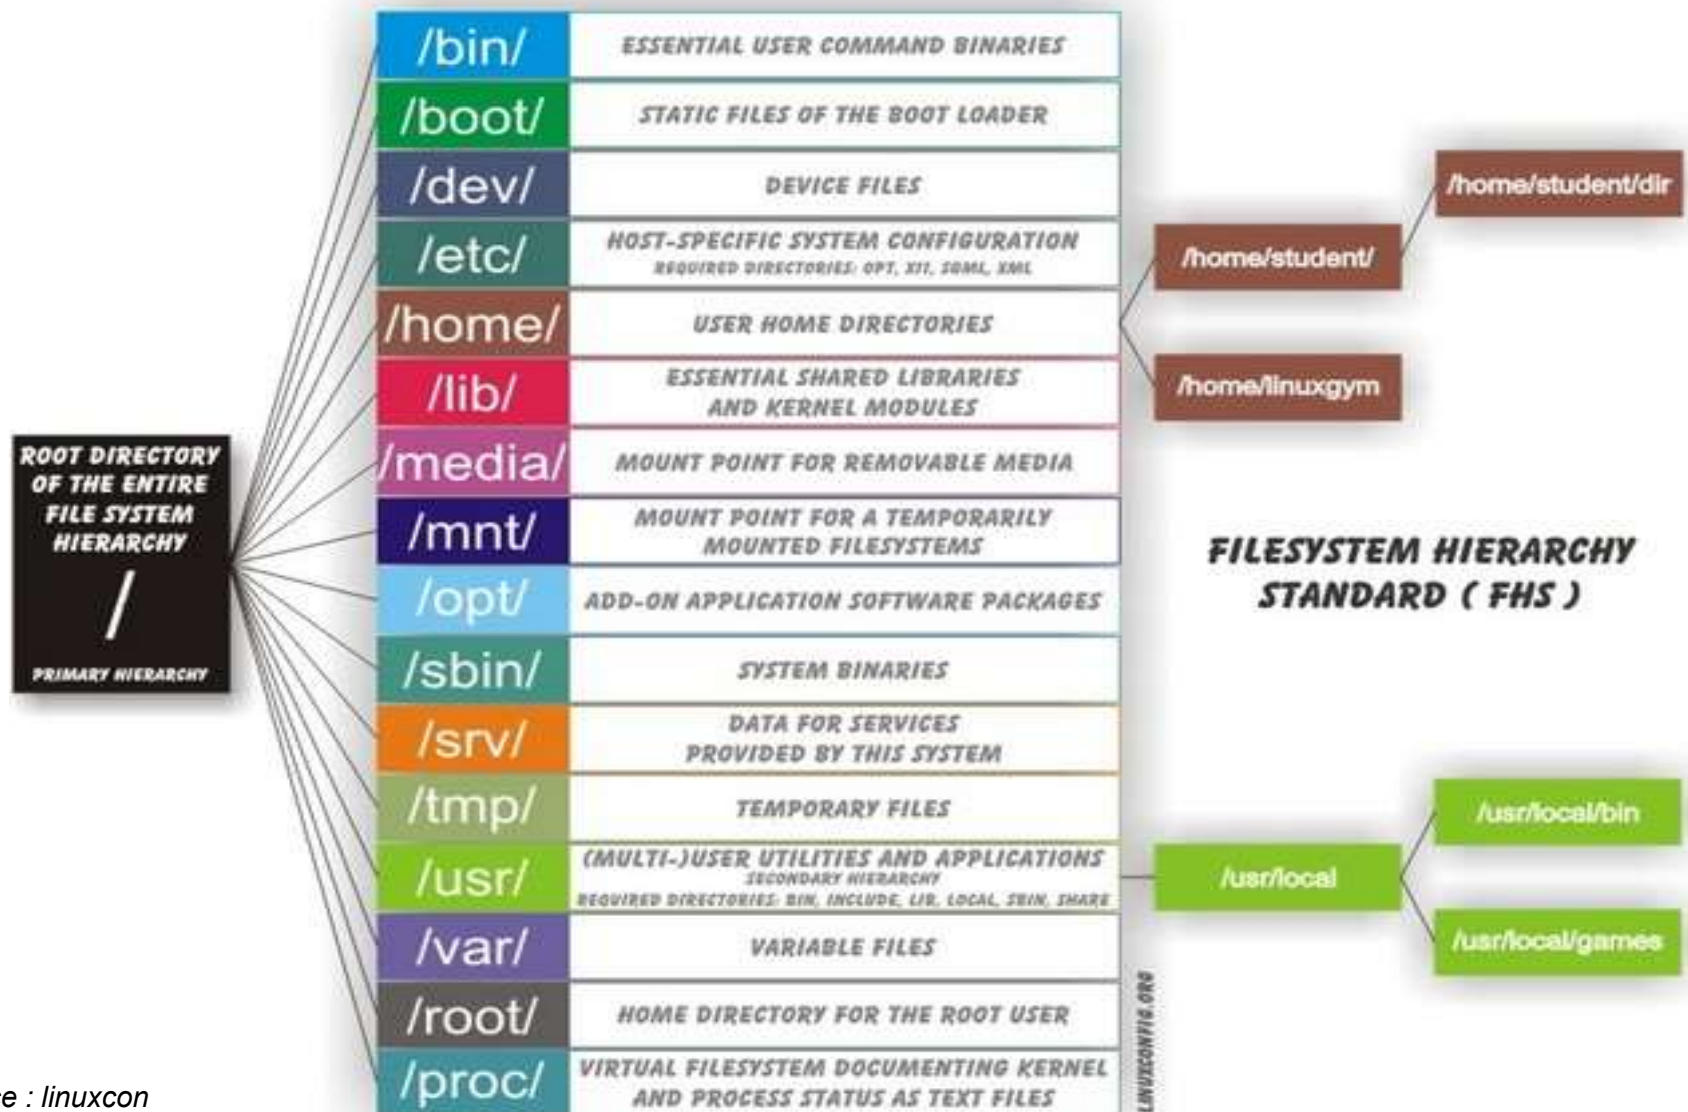 /bin/
ESSENTIAL USER COMMAND BINARIES
/boot/
STATIC FILES OF THE BOOT LOADER
/dev/
DEVICE FILES
/etc/
HOST-SPECIFIC SYSTEM CONFIGURATION
REQUIRED DIRECTORIES: OPT, X11, SGML, XML
/home/
USER HOME DIRECTORIES
/lib/
ESSENTIAL SHARED LIBRARIES
AND KERNEL MODULES
/media/
MOUNT POINT FOR REMOVABLE MEDIA
/mnt/
MOUNT POINT FOR A TEMPORARILY
MOUNTED FILESYSTEMS
/opt/
ADD-ON APPLICATION SOFTWARE PACKAGES
/sbin/
SYSTEM BINARIES
/srv/
DATA FOR SERVICES
PROVIDED BY THIS SYSTEM
/tmp/
TEMPORARY FILES
/usr/
(MULTI-)USER UTILITIES AND APPLICATIONS
SECONDARY HIERARCHY
REQUIRED DIRECTORIES: BIN, INCLUDE, LIB, LOCAL, SBIN, SHARE
/var/
VARIABLE FILES
/root/
HOME DIRECTORY FOR THE ROOT USER
/proc/
VIRTUAL FILESYSTEM DOCUMENTING KERNEL
AND PROCESS STATUS AS TEXT FILES
ROOT DIRECTORY
OF THE ENTIRE
FILE SYSTEM
HIERARCHY
/
PRIMARY HIERARCHY
/home/student/dir
/home/student/
/home/linuxgym
FILESYSTEM HIERARCHY
STANDARD ( FHS )
/usr/local/bin
/usr/local
/usr/local/games
LINUXCONFIG.ORG
: linuxcon